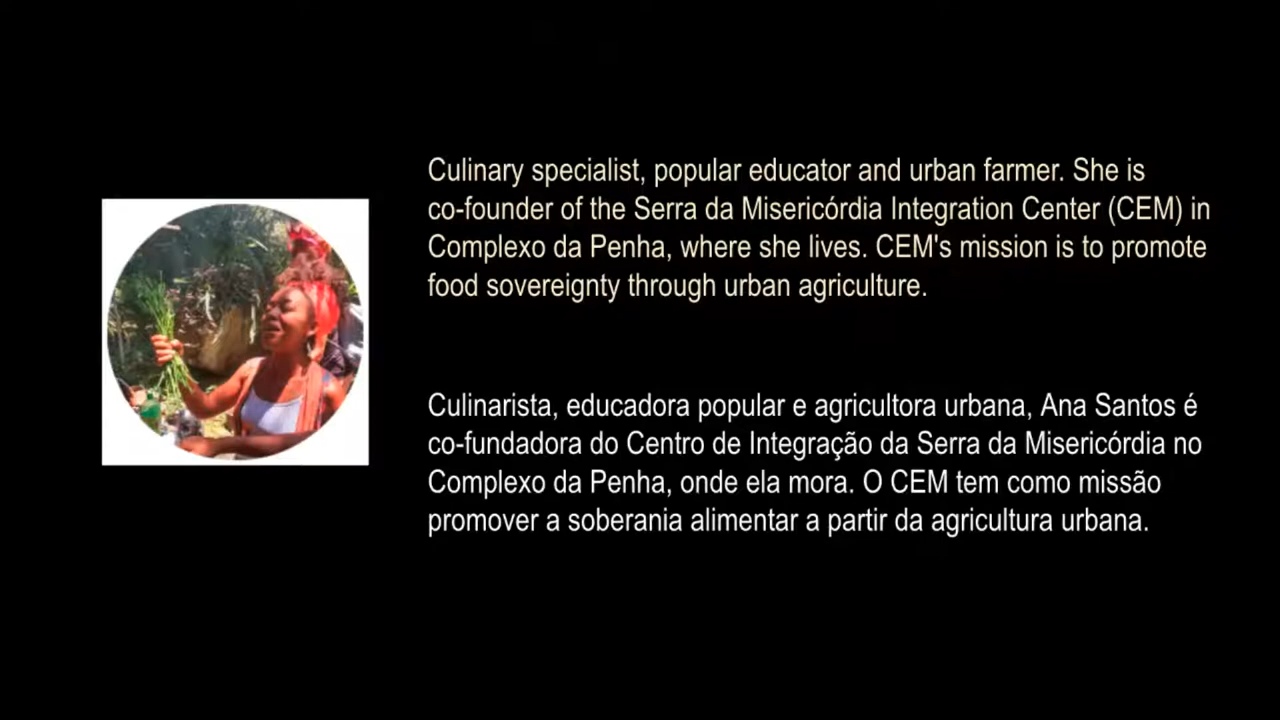 Culinary specialist, popular educator and urban farmer. She is
co-founder of the Serra da Misericórdia Integration Center (CEM) in
Complexo da Penha, where she lives. CEM's mission is to promote
food sovereignty through urban agriculture.
Culinarista, educadora popular e agricultora urbana, Ana Santos é
co-fundadora do Centro de Integração da Serra da Misericórdia no
Complexo da Penha, onde ela mora. O CEM tem como missão
promover a soberania alimentar a partir da agricultura urbana.